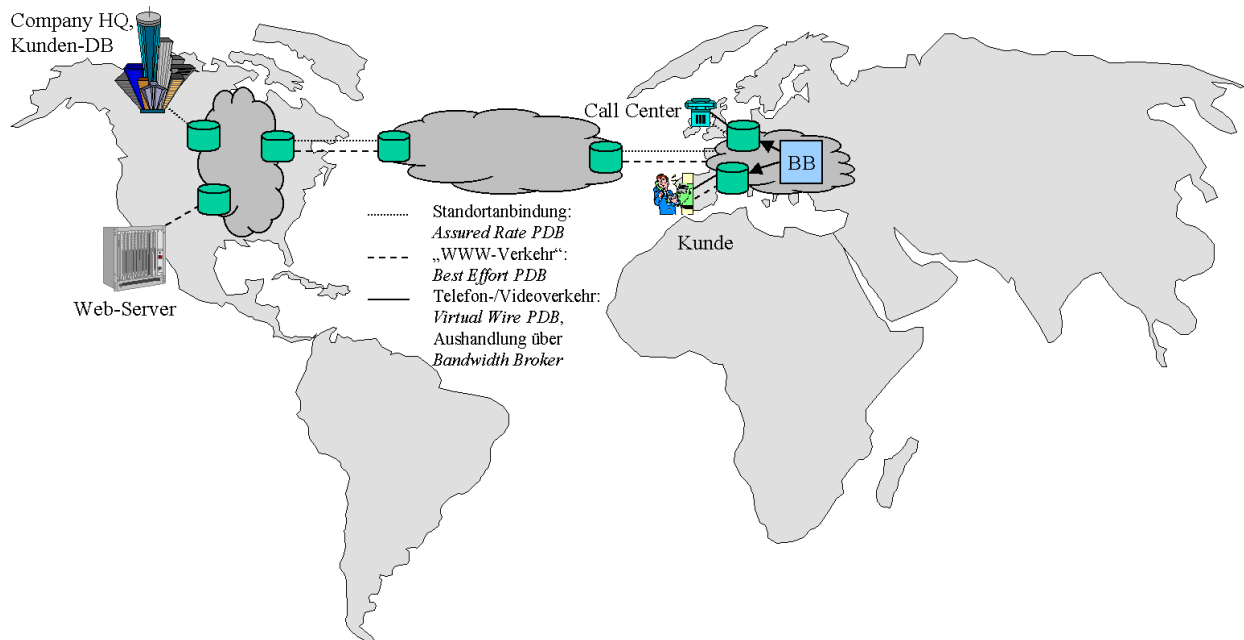 Company HQ,
Kunden-DB
Call Center
BB
Kunde
Web-Server
Standortanbindung:
Assured Rate PDB
„WWW-Verkehr“:
Best Effort PDB
Telefon-/Videoverkehr:
Virtual Wire PDB,
Aushandlung über
Bandwidth Broker